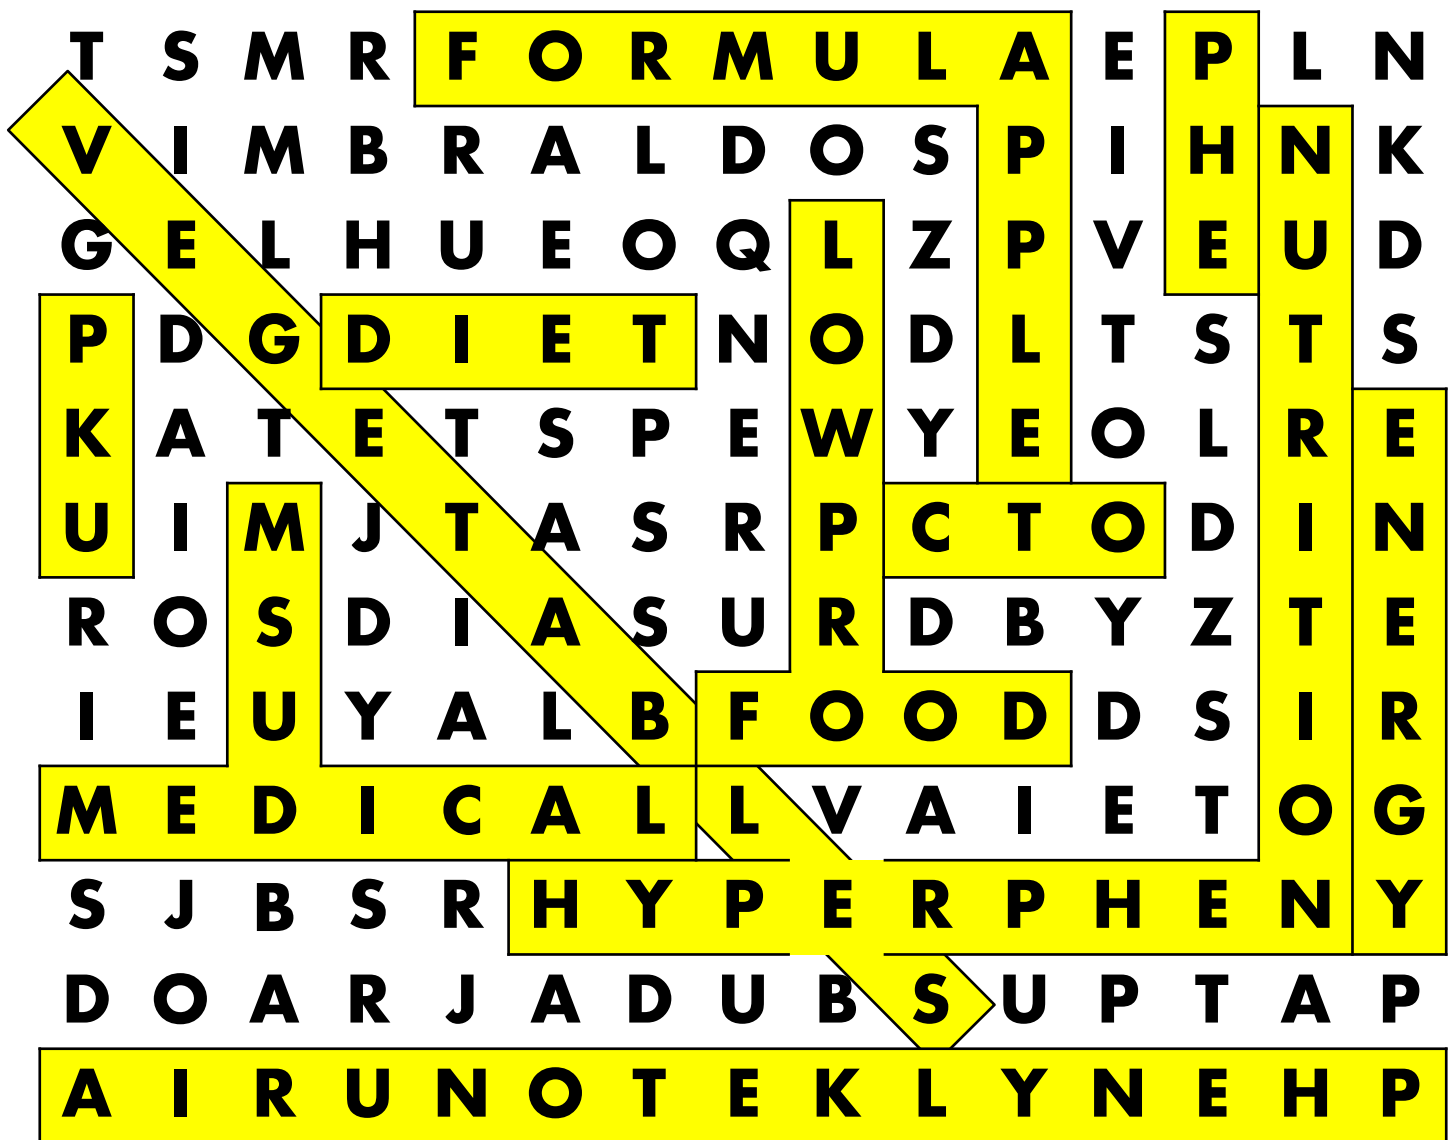 T S M R F O R M U L A E P L N
V I M B R A L D O S P I H N K
G E L H U E O Q L Z P V E U D
P D G D I E T N O D L T S T S
K A T E T S P E W Y E O L R E
U I M J T A S R P C T O D I N
R O S D I A S U R D B Y Z T E
I E U Y A L B F O O D D S I R
M E D I C A L L V A I E T O G
S J B S R H Y P E R P H E N Y
D O A R J A D U B S U P T A P
A I R U N O T E K L Y N E H P